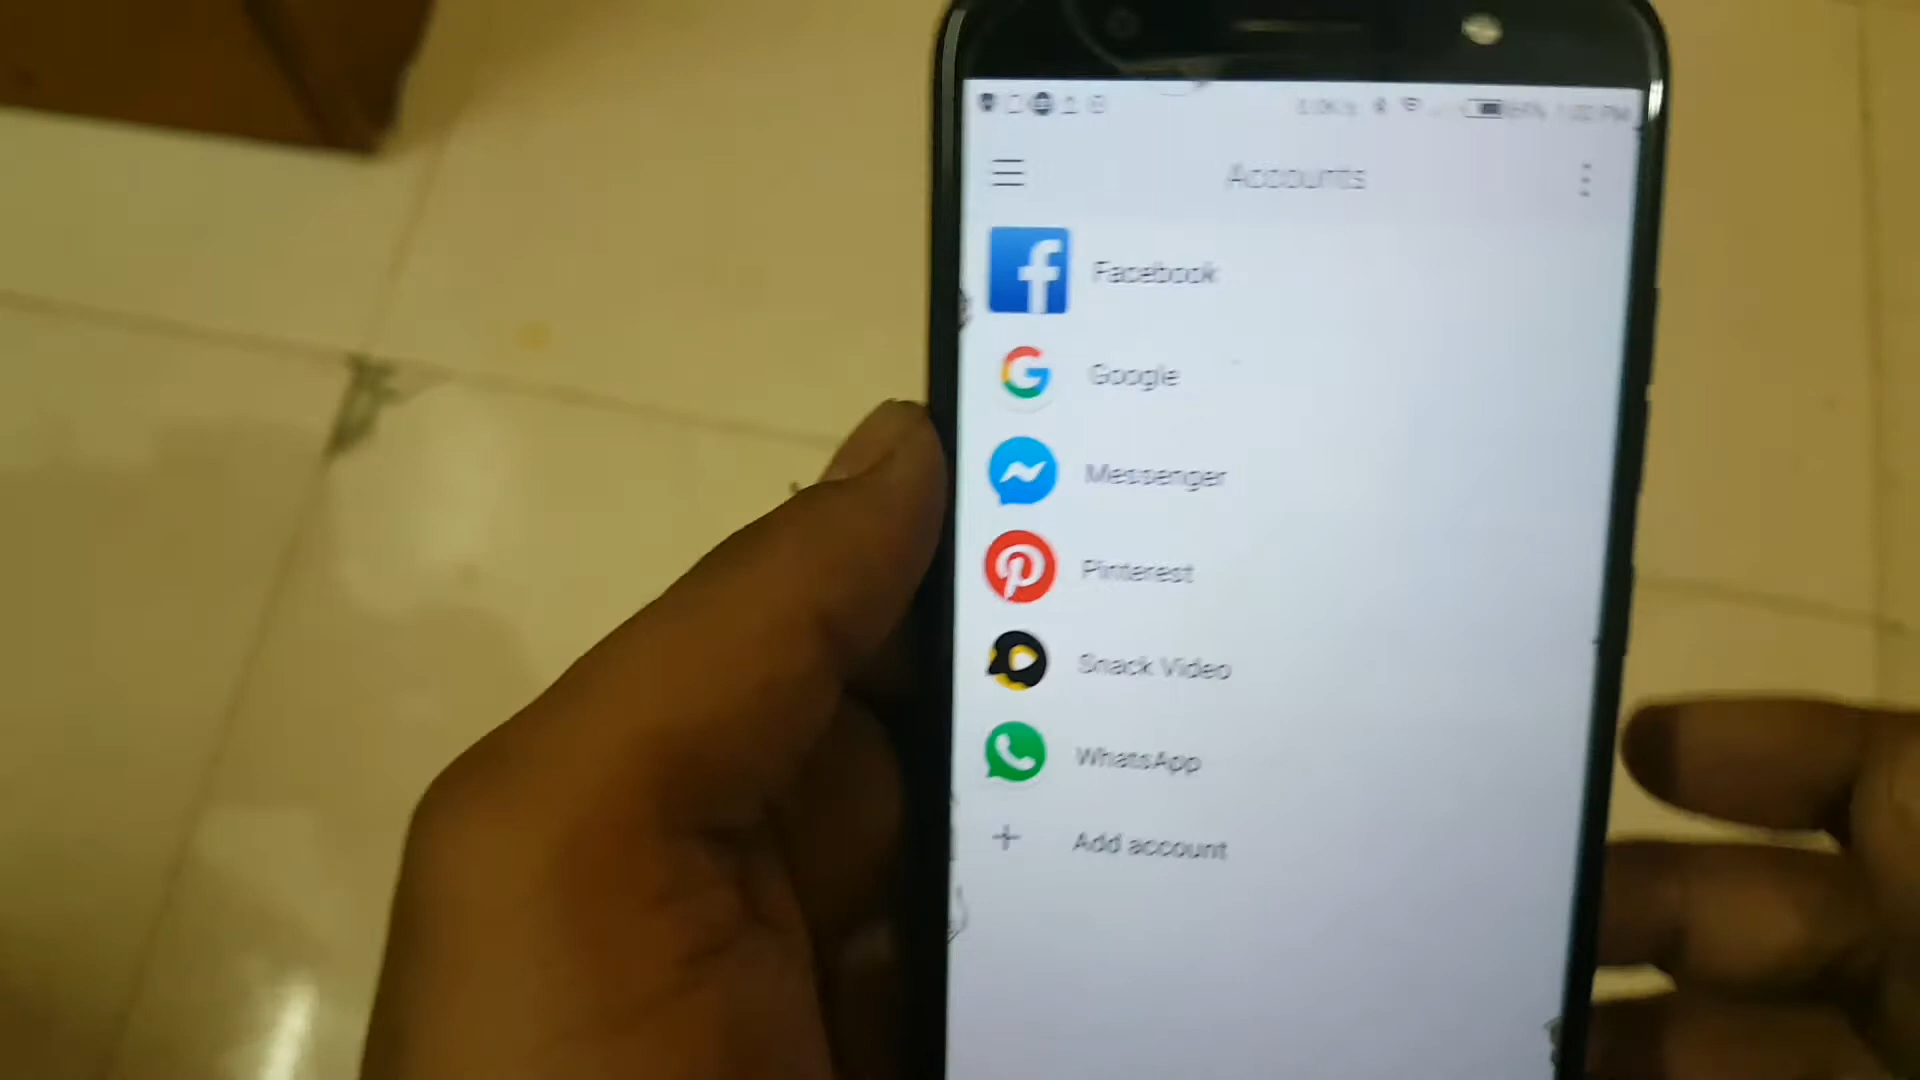 Accounts
Facebook
Google
Messenger
Pinterest
Snack Video
WhatsApp
+ Add account